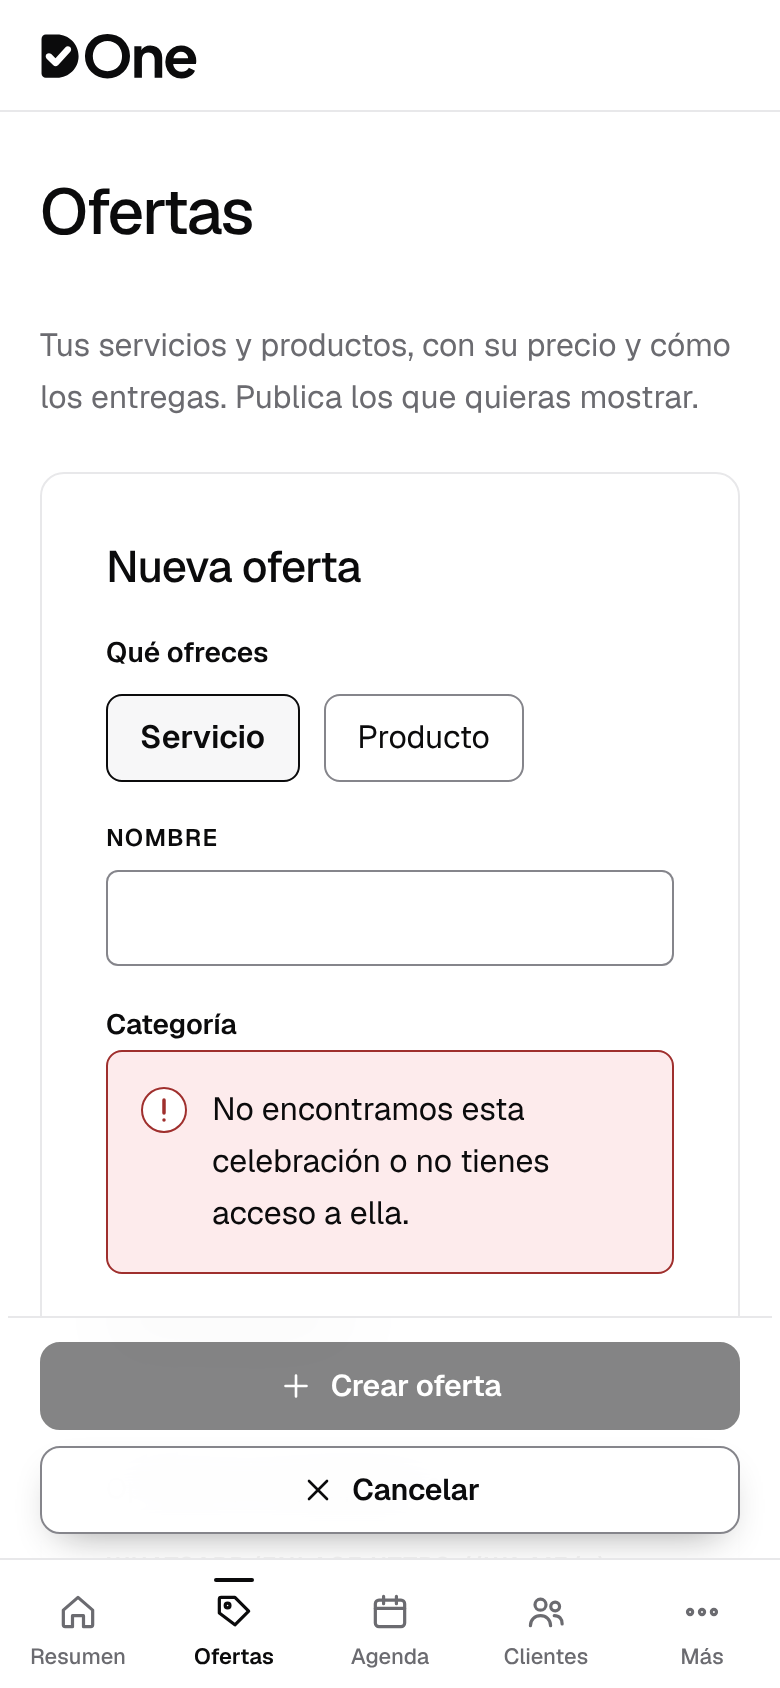 One
Ofertas
Tus servicios y productos, con su precio y cómo
los entregas. Publica los que quieras mostrar.
Nueva oferta
Qué ofreces
Servicio
Producto
NOMBRE
Categoría
No encontramos esta
celebración o no tienes
acceso a ella.
Crear oferta
Cancelar
Resumen
Ofertas
Agenda
Clientes
Más